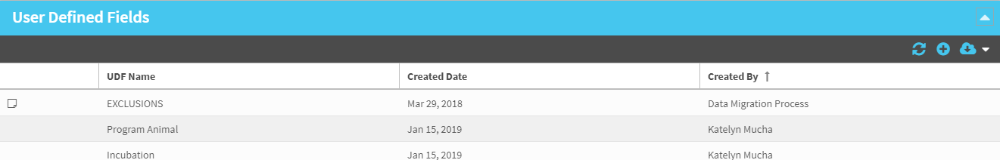 User Defined Fields
UDF Name Created Date Created By
EXCLUSIONS Mar 29, 2018 Data Migration Process
Program Animal Jan 15, 2019 Katelyn Mucha
Incubation Jan 15, 2019 Katelyn Mucha